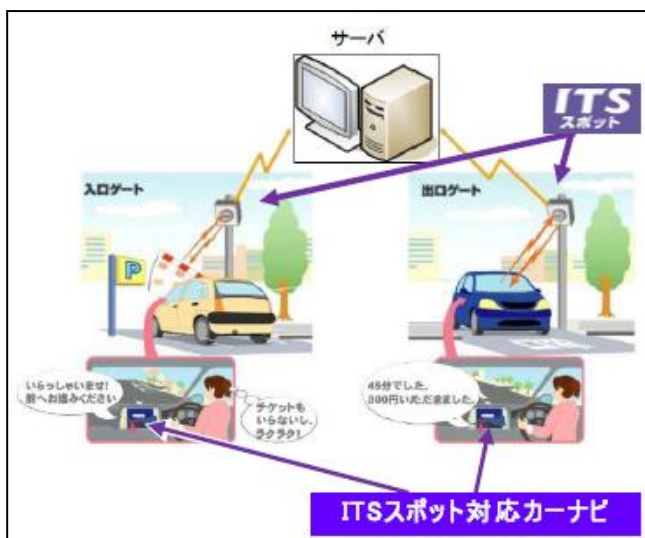 サーバ
ITS
スポット
入口ゲート
出口ゲート
P
いらっしゃいませ!
前へお進みください
チケットも
いらないし、
ラクラク!
45分でした。
300円いただきました。
ITSスポット対応カーナビ